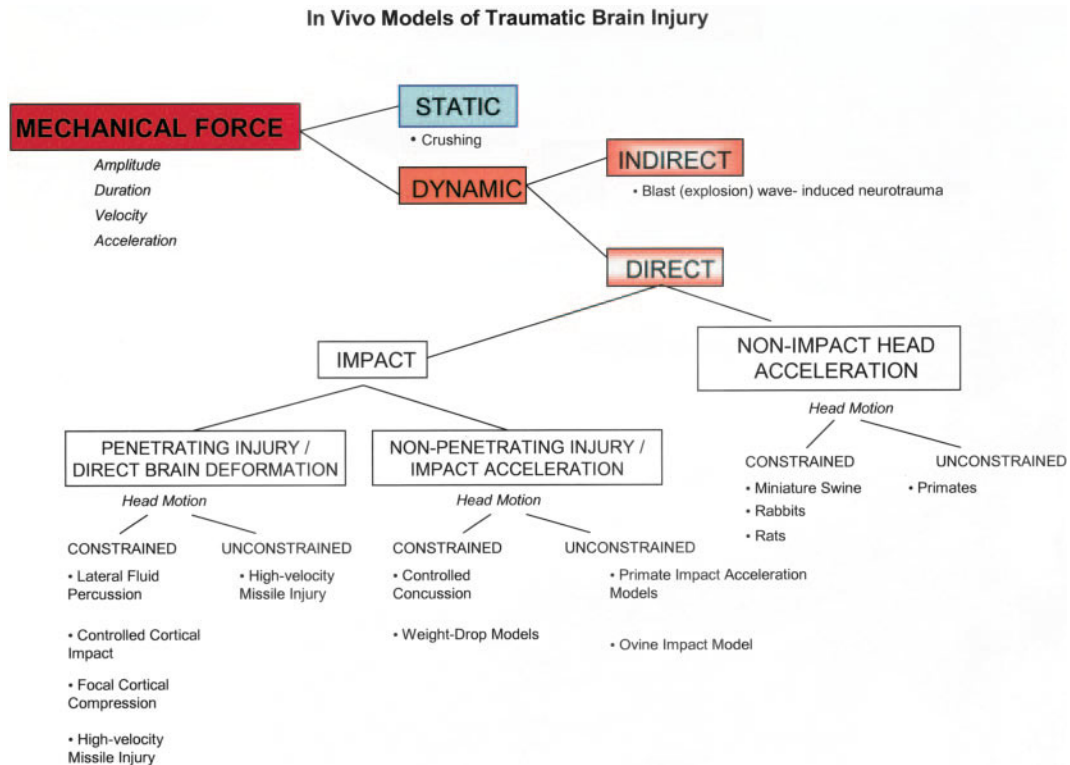 In Vivo Models of Traumatic Brain Injury
MECHANICAL FORCE
Amplitude
Duration
Velocity
Acceleration
STATIC
• Crushing
DYNAMIC
INDIRECT
• Blast (explosion) wave- induced neurotrauma
DIRECT
IMPACT
NON-IMPACT HEAD
ACCELERATION
Head Motion
CONSTRAINED
• Miniature Swine
• Rabbits
• Rats
UNCONSTRAINED
• Primates
PENETRATING INJURY /
DIRECT BRAIN DEFORMATION
Head Motion
CONSTRAINED
• Lateral Fluid
Percussion
• Controlled Cortical
Impact
• Focal Cortical
Compression
• High-velocity
Missile Injury
UNCONSTRAINED
• High-velocity
Missile Injury
NON-PENETRATING INJURY /
IMPACT ACCELERATION
Head Motion
CONSTRAINED
• Controlled
Concussion
• Weight-Drop Models
UNCONSTRAINED
• Primate Impact Acceleration
Models
• Ovine Impact Model